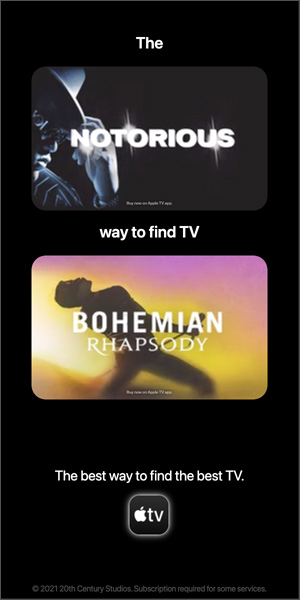 The
NOTORIOUS
Buy now on Apple TV app.
way to find TV
BOHEMIAN
RHAPSODY
Buy now on Apple TV app.
The best way to find the best TV.
tv
© 2021 20th Century Studios. Subscription required for some services.